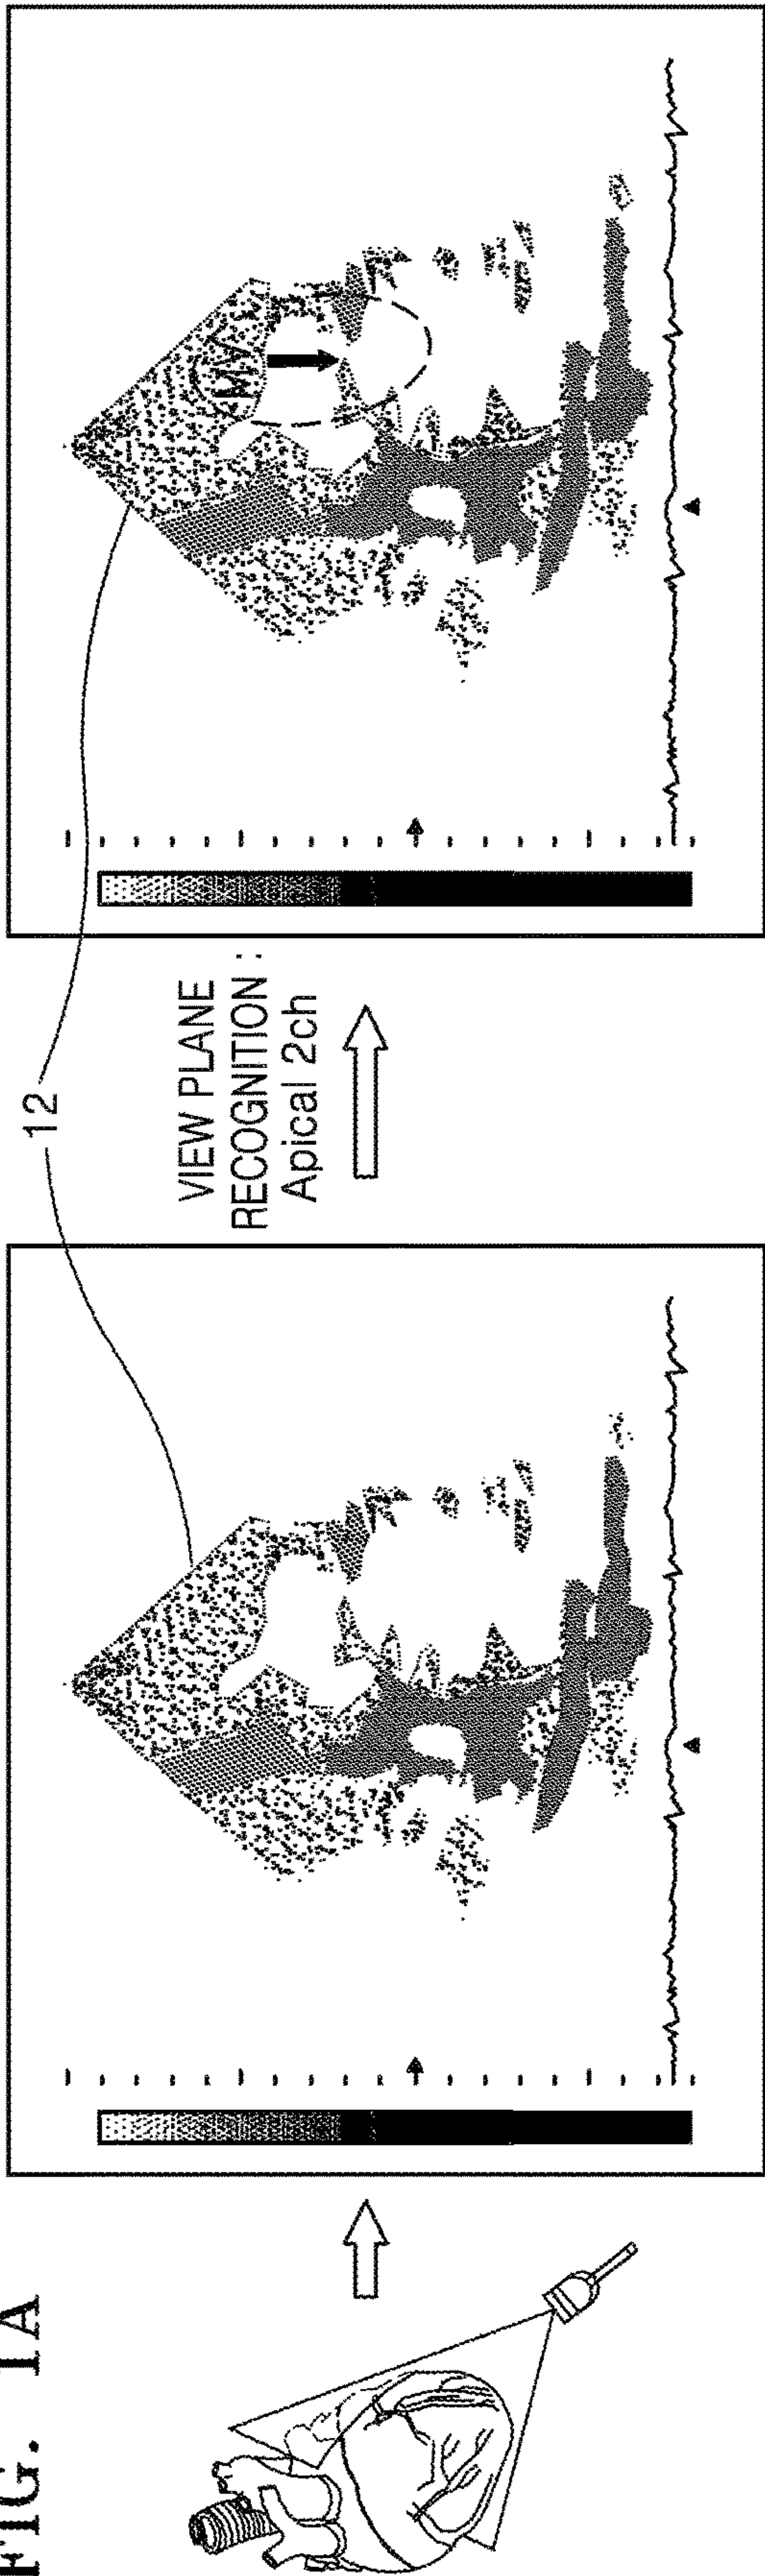 FIG. 1A
12
VIEW PLANE
RECOGNITION :
Apical 2ch
MV